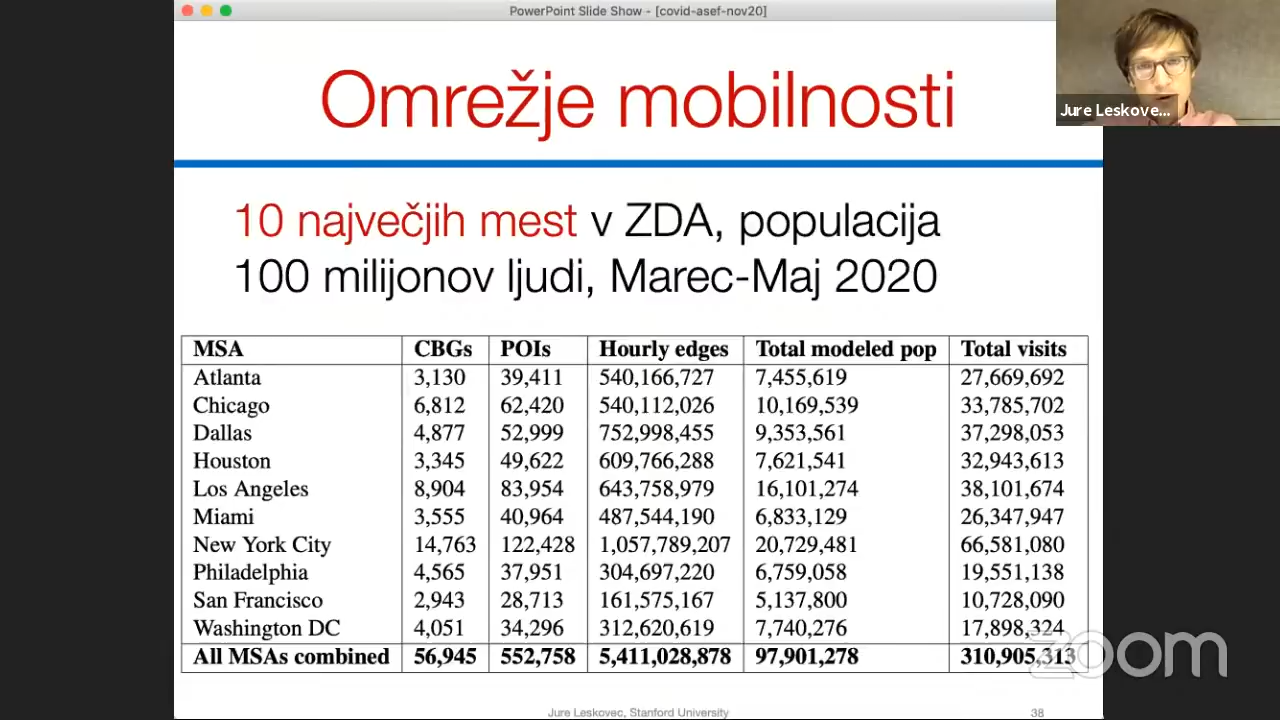 PowerPoint Slide Show - [covid-asef-nov20]
Jure Leskove...
Omrežje mobilnosti
10 največjih mest v ZDA, populacija
100 milijonov ljudi, Marec-Maj 2020
MSA CBGs POIs Hourly edges Total modeled pop Total visits
Atlanta 3,130 39,411 540,166,727 7,455,619 27,669,692
Chicago 6,812 62,420 540,112,026 10,169,539 33,785,702
Dallas 4,877 52,999 752,998,455 9,353,561 37,298,053
Houston 3,345 49,622 609,766,288 7,621,541 32,943,613
Los Angeles 8,904 83,954 643,758,979 16,101,274 38,101,674
Miami 3,555 40,964 487,544,190 6,833,129 26,347,947
New York City 14,763 122,428 1,057,789,207 20,729,481 66,581,080
Philadelphia 4,565 37,951 304,697,220 6,759,058 19,551,138
San Francisco 2,943 28,713 161,575,167 5,137,800 10,728,090
Washington DC 4,051 34,296 312,620,619 7,740,276 17,898,324
All MSAs combined 56,945 552,758 5,411,028,878 97,901,278 310,905,313
zoom
Jure Leskovec, Stanford University 38